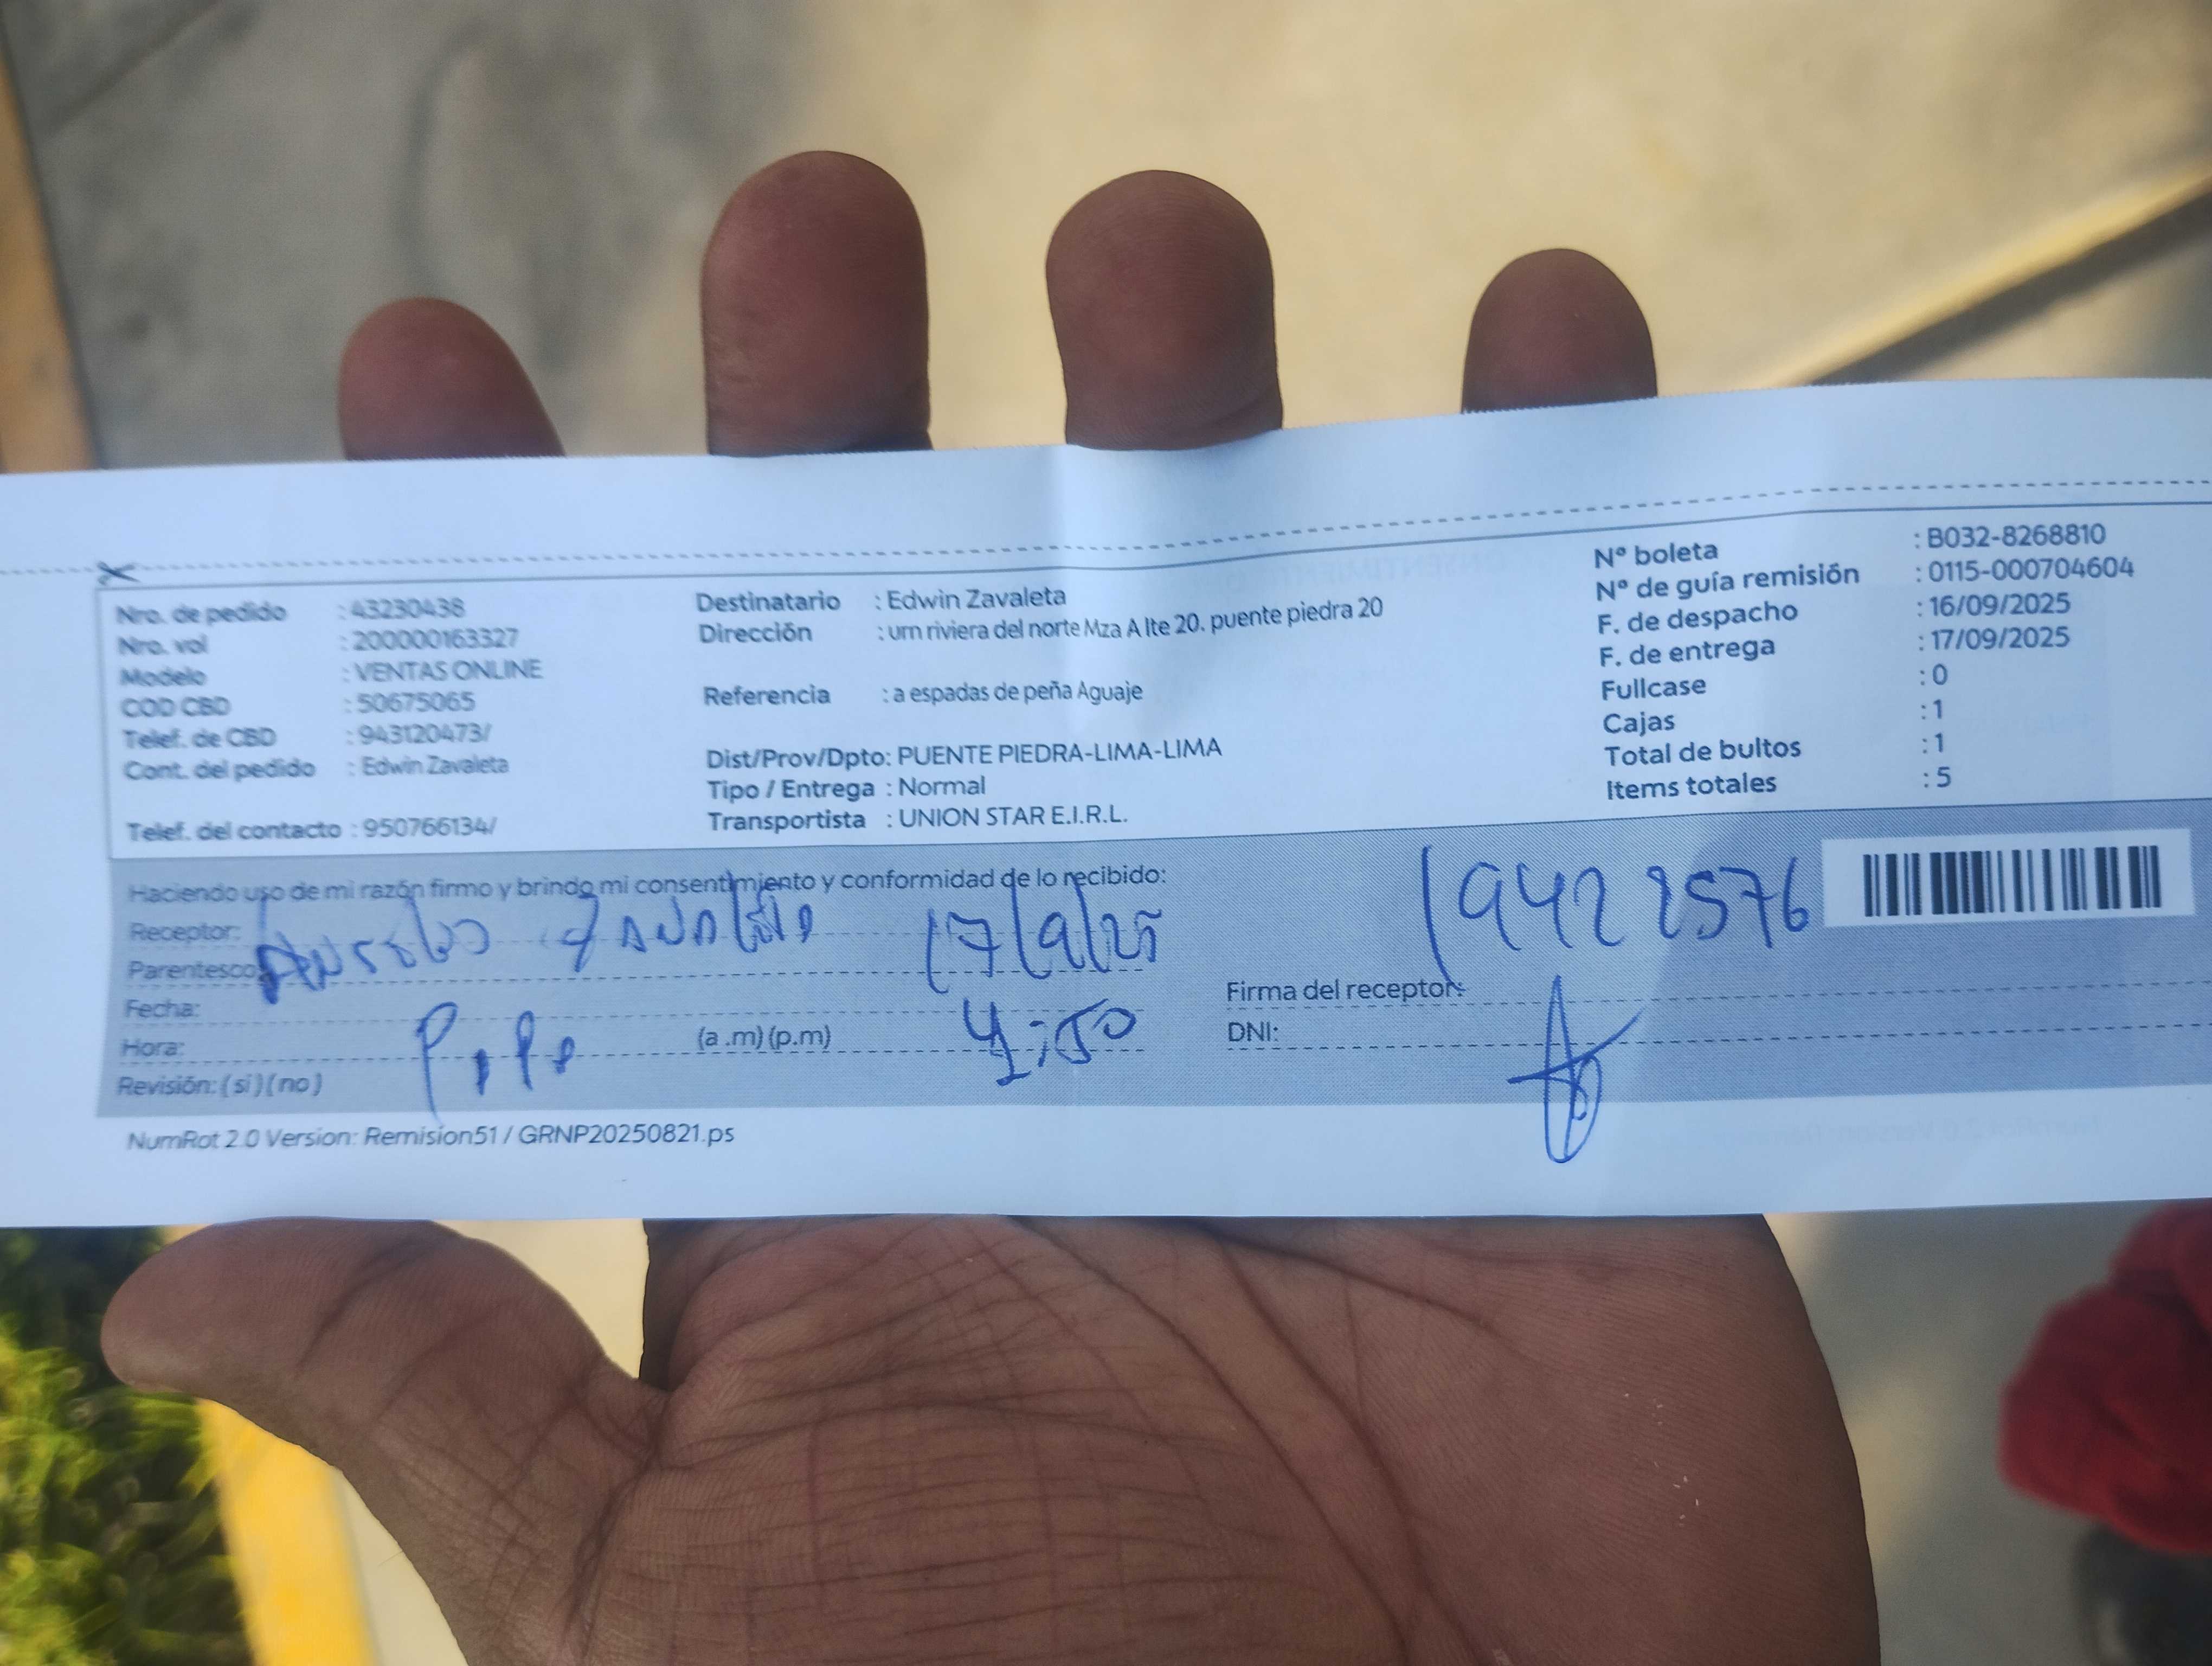 Nro. de pedido : 43230438
Nro. vol : 200000163327
Modelo : VENTAS ONLINE
COD CBD : 50675065
Telef. de CBD : 943120473/
Cont. del pedido : Edwin Zavaleta
Telef. del contacto : 950766134/
Destinatario : Edwin Zavaleta
Dirección : urn riviera del norte Mza A lte 20. puente piedra 20
Referencia : a espadas de peña Aguaje
Dist/Prov/Dpto: PUENTE PIEDRA-LIMA-LIMA
Tipo / Entrega : Normal
Transportista : UNION STAR E.I.R.L.
Nº boleta : B032-8268810
Nº de guía remisión : 0115-000704604
F. de despacho : 16/09/2025
F. de entrega : 17/09/2025
Fullcase : 0
Cajas : 1
Total de bultos : 1
Items totales : 5
Haciendo uso de mi razón firmo y brindo mi consentimiento y conformidad de lo recibido:
Receptor:
Parentesco: 17/9/25
Fecha:
Hora: (a .m) (p.m) 4:50
Revisión: ( si ) ( no )
19422576
Firma del receptor:
DNI:
NumRot 2.0 Version: Remision51 / GRNP20250821.ps